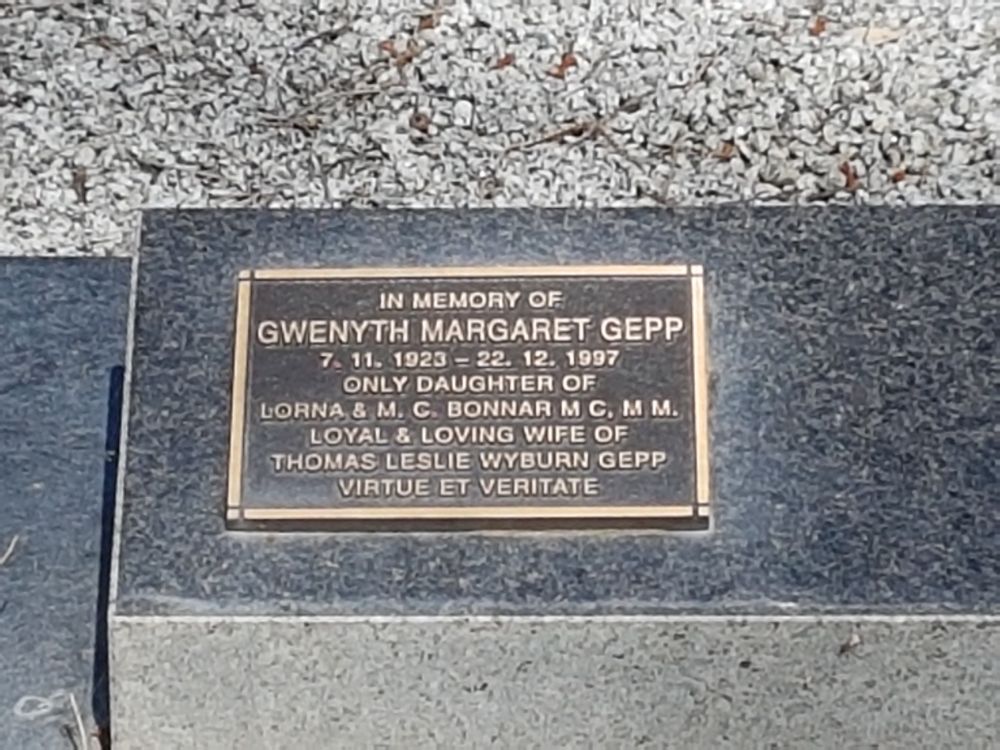 IN MEMORY OF
GWENYTH MARGARET GEPP
7. 11. 1923 – 22. 12. 1997
ONLY DAUGHTER OF
LORNA & M. C. BONNAR M C, M M.
LOYAL & LOVING WIFE OF
THOMAS LESLIE WYBURN GEPP
VIRTUE ET VERITATE